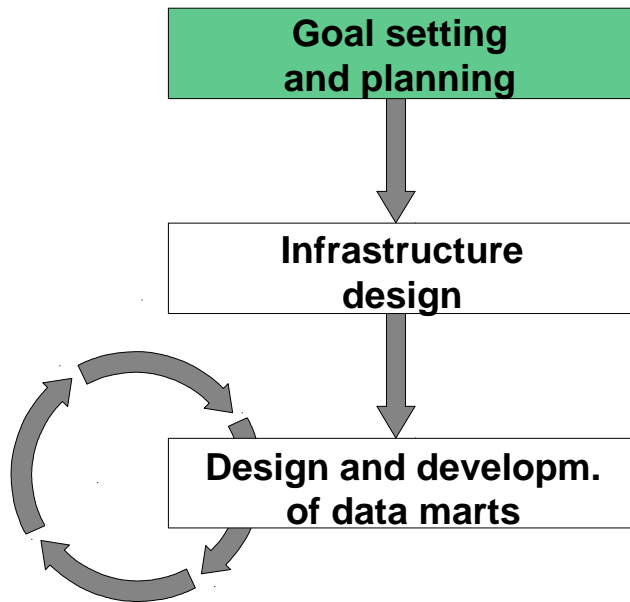 Goal setting
and planning
Infrastructure
design
Design and developm.
of data marts